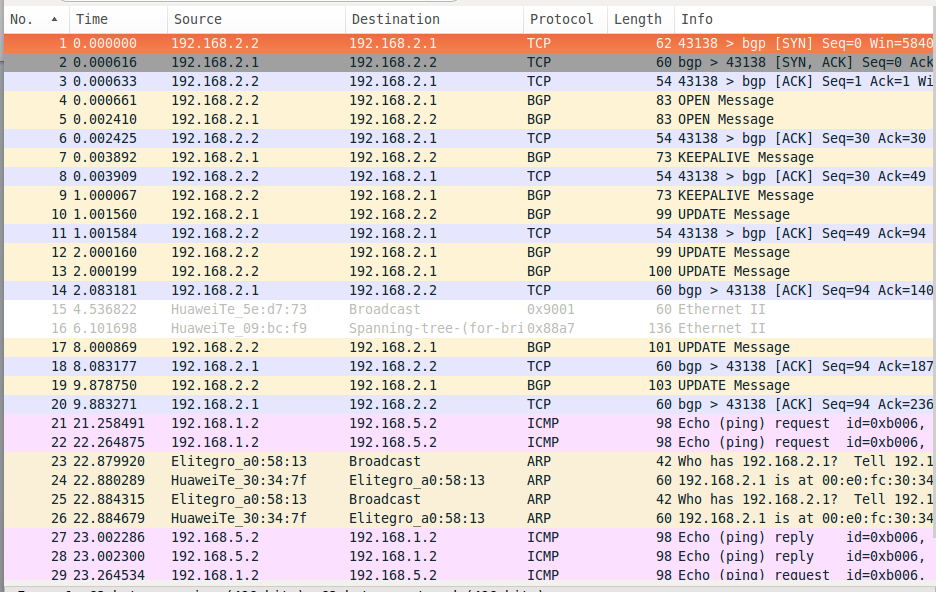 No. Time Source Destination Protocol Length Info
1 0.000000 192.168.2.2 192.168.2.1 TCP 62 43138 > bgp [SYN] Seq=0 Win=5840
2 0.000616 192.168.2.1 192.168.2.2 TCP 60 bgp > 43138 [SYN, ACK] Seq=0 Ack
3 0.000633 192.168.2.2 192.168.2.1 TCP 54 43138 > bgp [ACK] Seq=1 Ack=1 Wi
4 0.000661 192.168.2.2 192.168.2.1 BGP 83 OPEN Message
5 0.002410 192.168.2.1 192.168.2.2 BGP 83 OPEN Message
6 0.002425 192.168.2.2 192.168.2.1 TCP 54 43138 > bgp [ACK] Seq=30 Ack=30
7 0.003892 192.168.2.1 192.168.2.2 BGP 73 KEEPALIVE Message
8 0.003909 192.168.2.2 192.168.2.1 TCP 54 43138 > bgp [ACK] Seq=30 Ack=49
9 1.000067 192.168.2.2 192.168.2.1 BGP 73 KEEPALIVE Message
10 1.001560 192.168.2.1 192.168.2.2 BGP 99 UPDATE Message
11 1.001584 192.168.2.2 192.168.2.1 TCP 54 43138 > bgp [ACK] Seq=49 Ack=94
12 2.000160 192.168.2.2 192.168.2.1 BGP 99 UPDATE Message
13 2.000199 192.168.2.2 192.168.2.1 BGP 100 UPDATE Message
14 2.083181 192.168.2.1 192.168.2.2 TCP 60 bgp > 43138 [ACK] Seq=94 Ack=140
15 4.536822 HuaweiTe_5e:d7:73 Broadcast 0x9001 60 Ethernet II
16 6.101698 HuaweiTe_09:bc:f9 Spanning-tree-(for-bri 0x88a7 136 Ethernet II
17 8.000869 192.168.2.2 192.168.2.1 BGP 101 UPDATE Message
18 8.083177 192.168.2.1 192.168.2.2 TCP 60 bgp > 43138 [ACK] Seq=94 Ack=187
19 9.878750 192.168.2.2 192.168.2.1 BGP 103 UPDATE Message
20 9.883271 192.168.2.1 192.168.2.2 TCP 60 bgp > 43138 [ACK] Seq=94 Ack=236
21 21.258491 192.168.1.2 192.168.5.2 ICMP 98 Echo (ping) request id=0xb006,
22 22.264875 192.168.1.2 192.168.5.2 ICMP 98 Echo (ping) request id=0xb006,
23 22.879920 Elitegro_a0:58:13 Broadcast ARP 42 Who has 192.168.2.1? Tell 192.1
24 22.880289 HuaweiTe_30:34:7f Elitegro_a0:58:13 ARP 60 192.168.2.1 is at 00:e0:fc:30:34
25 22.884315 Elitegro_a0:58:13 Broadcast ARP 42 Who has 192.168.2.1? Tell 192.1
26 22.884679 HuaweiTe_30:34:7f Elitegro_a0:58:13 ARP 60 192.168.2.1 is at 00:e0:fc:30:34
27 23.002286 192.168.5.2 192.168.1.2 ICMP 98 Echo (ping) reply id=0xb006,
28 23.002300 192.168.5.2 192.168.1.2 ICMP 98 Echo (ping) reply id=0xb006,
29 23.264534 192.168.1.2 192.168.5.2 ICMP 98 Echo (ping) request id=0xb006,